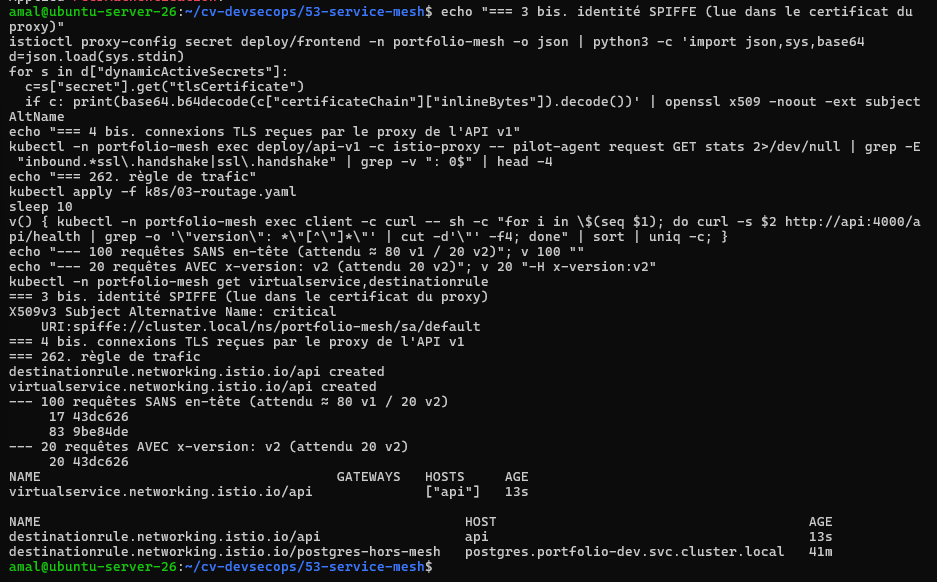 amal@ubuntu-server-26:~/cv-devsecops/53-service-mesh$ echo "=== 3 bis. identité SPIFFE (lue dans le certificat du
proxy)"
istioctl proxy-config secret deploy/frontend -n portfolio-mesh -o json | python3 -c 'import json,sys,base64
d=json.load(sys.stdin)
for s in d["dynamicActiveSecrets"]:
  c=s["secret"].get("tlsCertificate")
  if c: print(base64.b64decode(c["certificateChain"]["inlineBytes"]).decode())' | openssl x509 -noout -ext subject
AltName
echo "=== 4 bis. connexions TLS reçues par le proxy de l'API v1"
kubectl -n portfolio-mesh exec deploy/api-v1 -c istio-proxy -- pilot-agent request GET stats 2>/dev/null | grep -E
 "inbound.*ssl\.handshake|ssl\.handshake" | grep -v ": 0$" | head -4
echo "=== 262. règle de trafic"
kubectl apply -f k8s/03-routage.yaml
sleep 10
v() { kubectl -n portfolio-mesh exec client -c curl -- sh -c "for i in \$(seq $1); do curl -s $2 http://api:4000/a
pi/health | grep -o '\"version\": *\"[^\"]*\"' | cut -d'\"' -f4; done" | sort | uniq -c; }
echo "--- 100 requêtes SANS en-tête (attendu ≈ 80 v1 / 20 v2)"; v 100 ""
echo "--- 20 requêtes AVEC x-version: v2 (attendu 20 v2)"; v 20 "-H x-version:v2"
kubectl -n portfolio-mesh get virtualservice,destinationrule
=== 3 bis. identité SPIFFE (lue dans le certificat du proxy)
X509v3 Subject Alternative Name: critical
    URI:spiffe://cluster.local/ns/portfolio-mesh/sa/default
=== 4 bis. connexions TLS reçues par le proxy de l'API v1
=== 262. règle de trafic
destinationrule.networking.istio.io/api created
virtualservice.networking.istio.io/api created
--- 100 requêtes SANS en-tête (attendu ≈ 80 v1 / 20 v2)
     17 43dc626
     83 9be84de
--- 20 requêtes AVEC x-version: v2 (attendu 20 v2)
     20 43dc626
NAME                                     GATEWAYS   HOSTS     AGE
virtualservice.networking.istio.io/api              ["api"]   13s

NAME                                                    HOST                                       AGE
destinationrule.networking.istio.io/api                 api                                        13s
destinationrule.networking.istio.io/postgres-hors-mesh   postgres.portfolio-dev.svc.cluster.local   41m
amal@ubuntu-server-26:~/cv-devsecops/53-service-mesh$